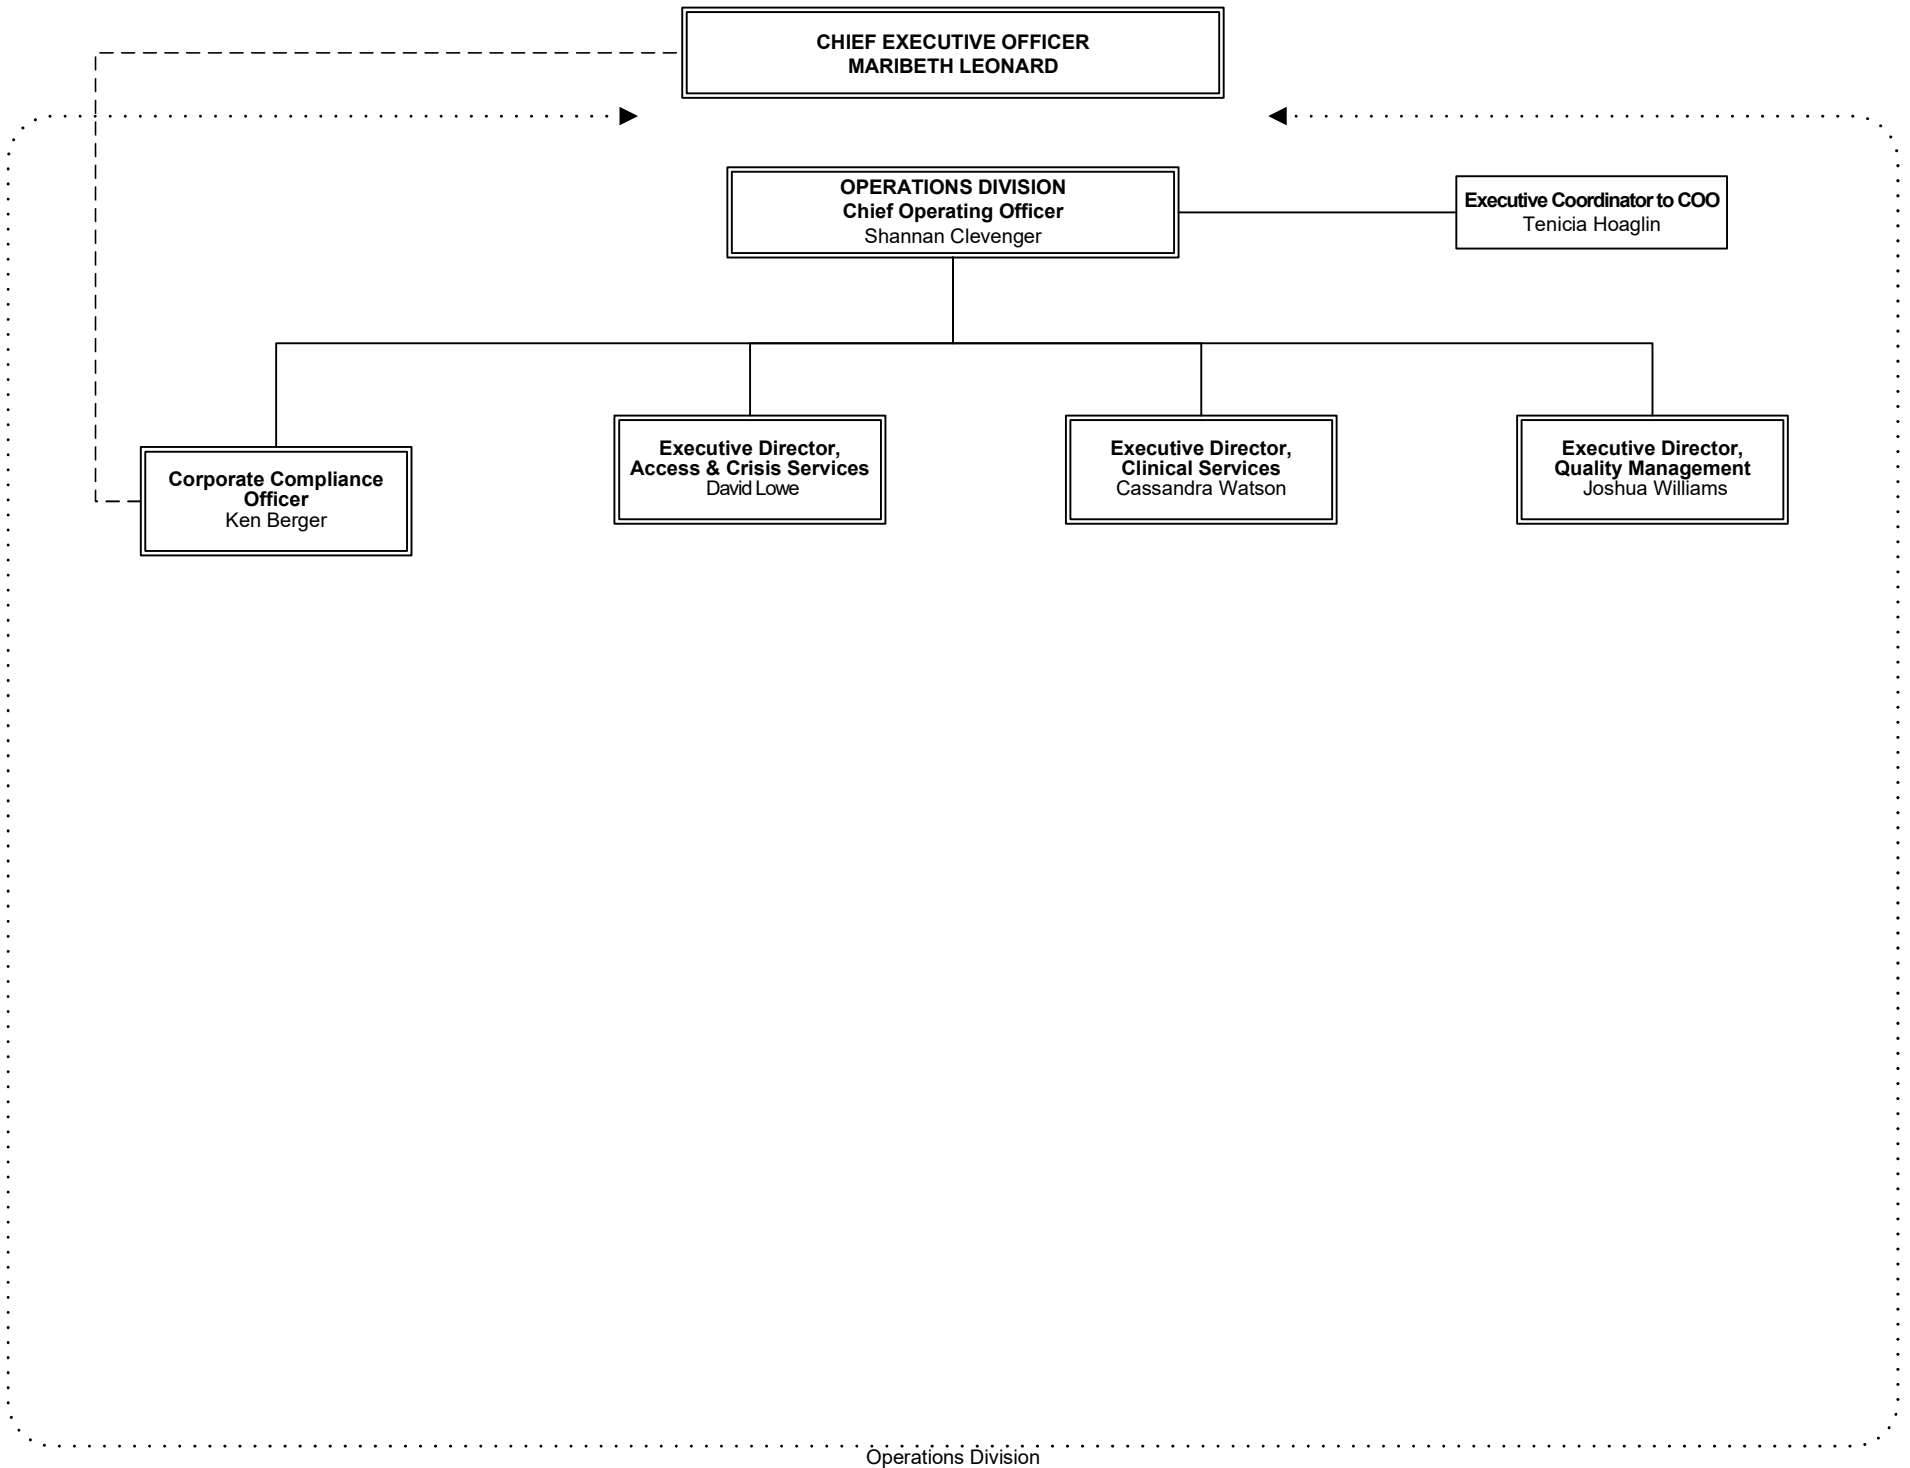 CHIEF EXECUTIVE OFFICER
MARIBETH LEONARD
OPERATIONS DIVISION
Chief Operating Officer
Shannan Clevenger
Executive Coordinator to COO
Tenicia Hoaglin
Corporate Compliance
Officer
Ken Berger
Executive Director,
Access & Crisis Services
David Lowe
Executive Director,
Clinical Services
Cassandra Watson
Executive Director,
Quality Management
Joshua Williams
Operations Division